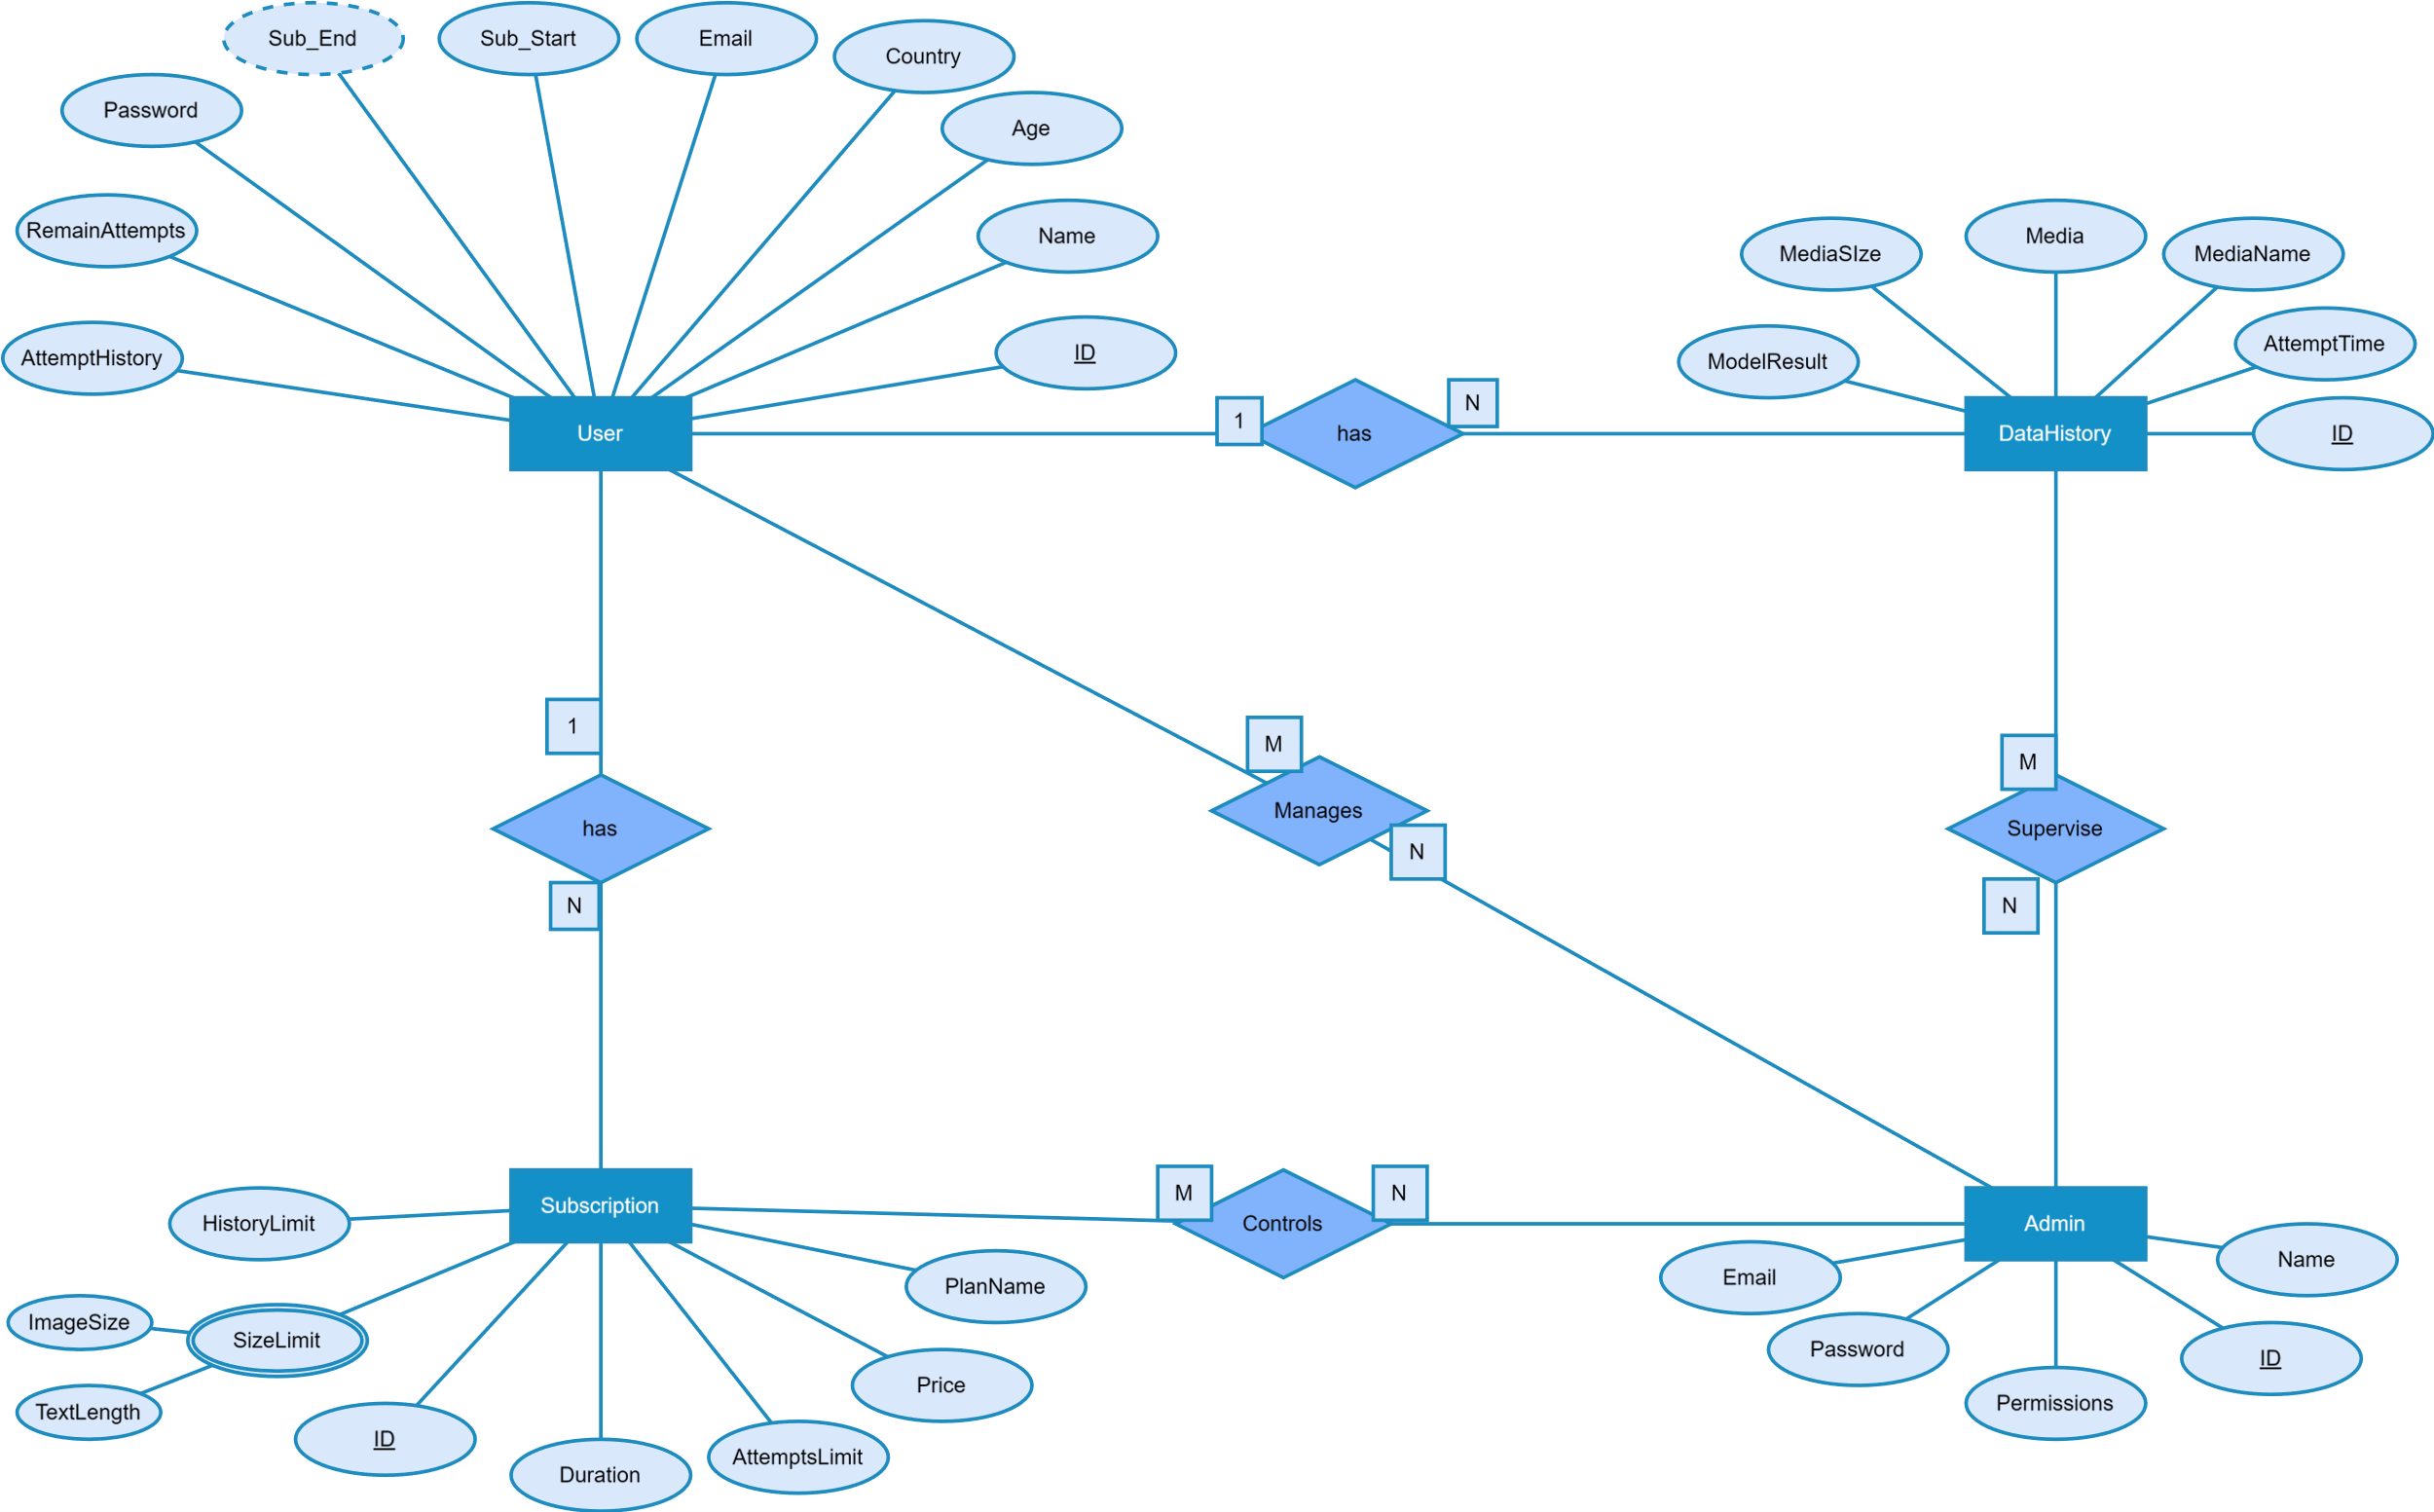 Sub_End
Sub_Start
Email
Country
Password
Age
RemainAttempts
Name
MediaSIze
Media
MediaName
AttemptHistory
ID
ModelResult
AttemptTime
User
1
has
N
DataHistory
ID
1
M
M
has
Manages
Supervise
N
N
N
Subscription
M
Controls
N
Admin
HistoryLimit
PlanName
Email
Name
ImageSize
SizeLimit
Password
ID
TextLength
Price
Permissions
ID
Duration
AttemptsLimit